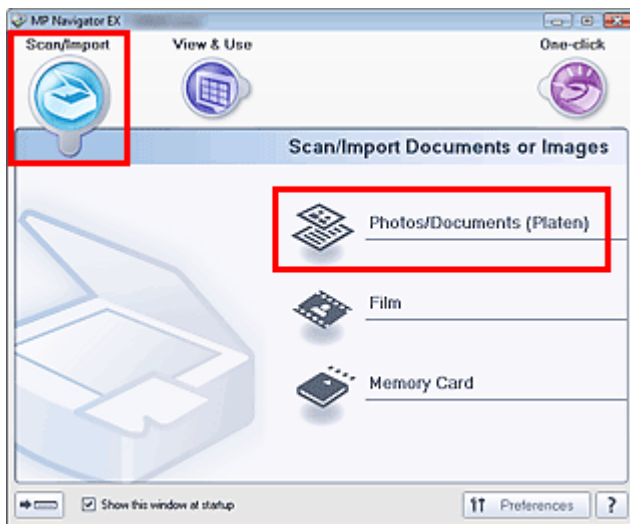 MP Navigator EX
Scan/Import View & Use One-click
Scan/Import Documents or Images
Photos/Documents (Platen)
Film
Memory Card
Show this window at startup
Preferences ?